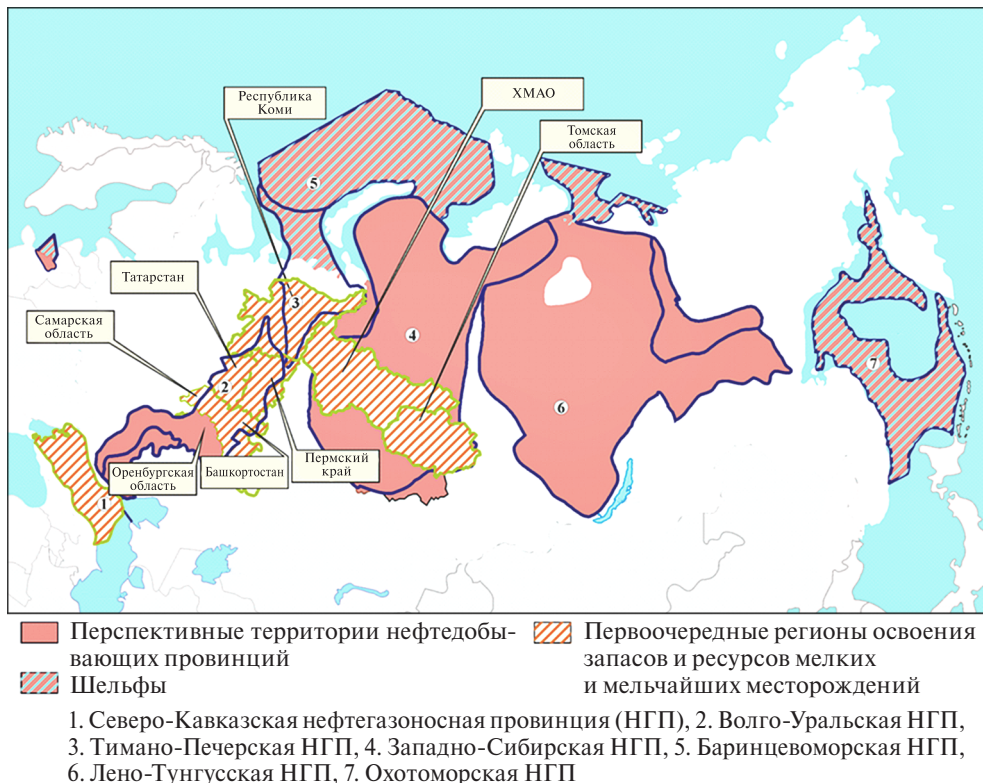 Республика
Коми
ХМАО
Томская
область
5
Татарстан
3
Самарская
область
4
7
2
6
Оренбургская
область
Башкортостан
Пермский
край
1
Перспективные территории нефтедобы-
вающих провинций
Шельфы
Первоочередные регионы освоения
запасов и ресурсов мелких
и мельчайших месторождений
1. Северо-Кавказская нефтегазоносная провинция (НГП), 2. Волго-Уральская НГП,
3. Тимано-Печерская НГП, 4. Западно-Сибирская НГП, 5. Баринцевоморская НГП,
6. Лено-Тунгусская НГП, 7. Охотоморская НГП